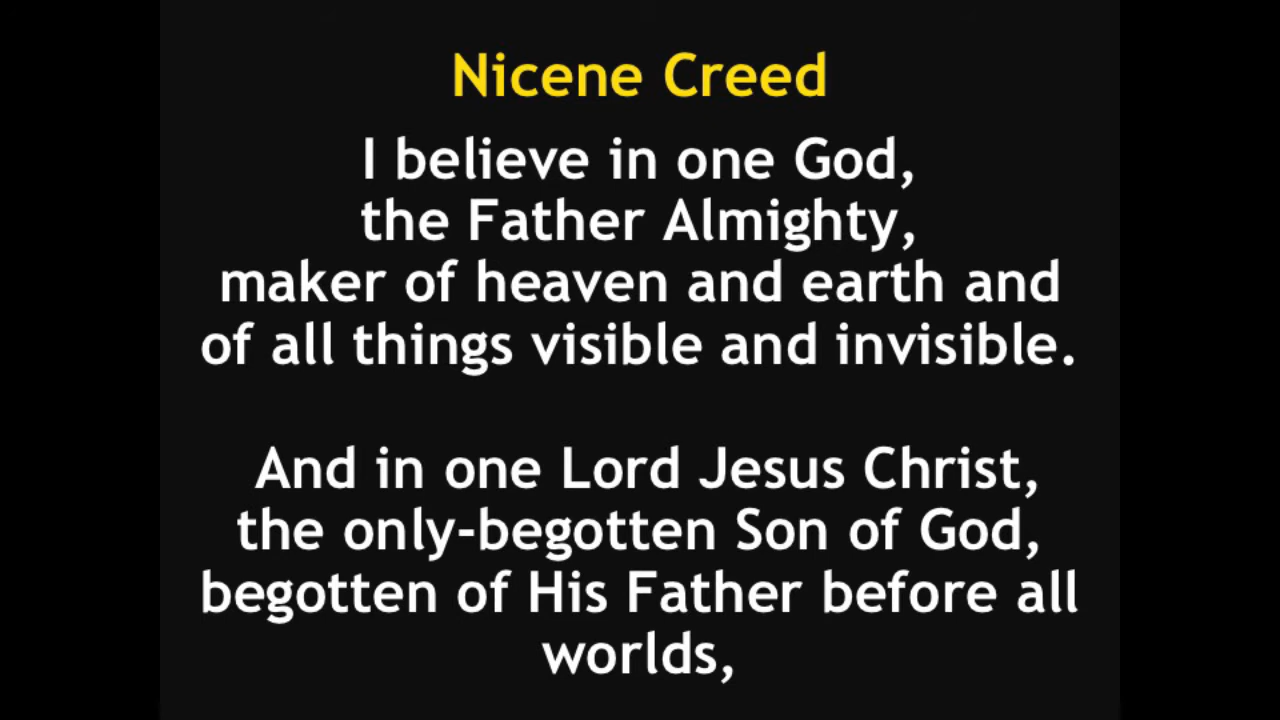 Nicene Creed
I believe in one God,
the Father Almighty,
maker of heaven and earth and
of all things visible and invisible.
And in one Lord Jesus Christ,
the only-begotten Son of God,
begotten of His Father before all
worlds,